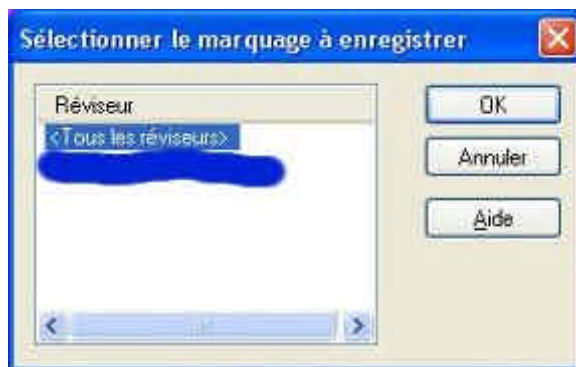 Sélectionner le marquage à enregistrer
Réviseur
<Tous les réviseurs>
OK
Annuler
Aide